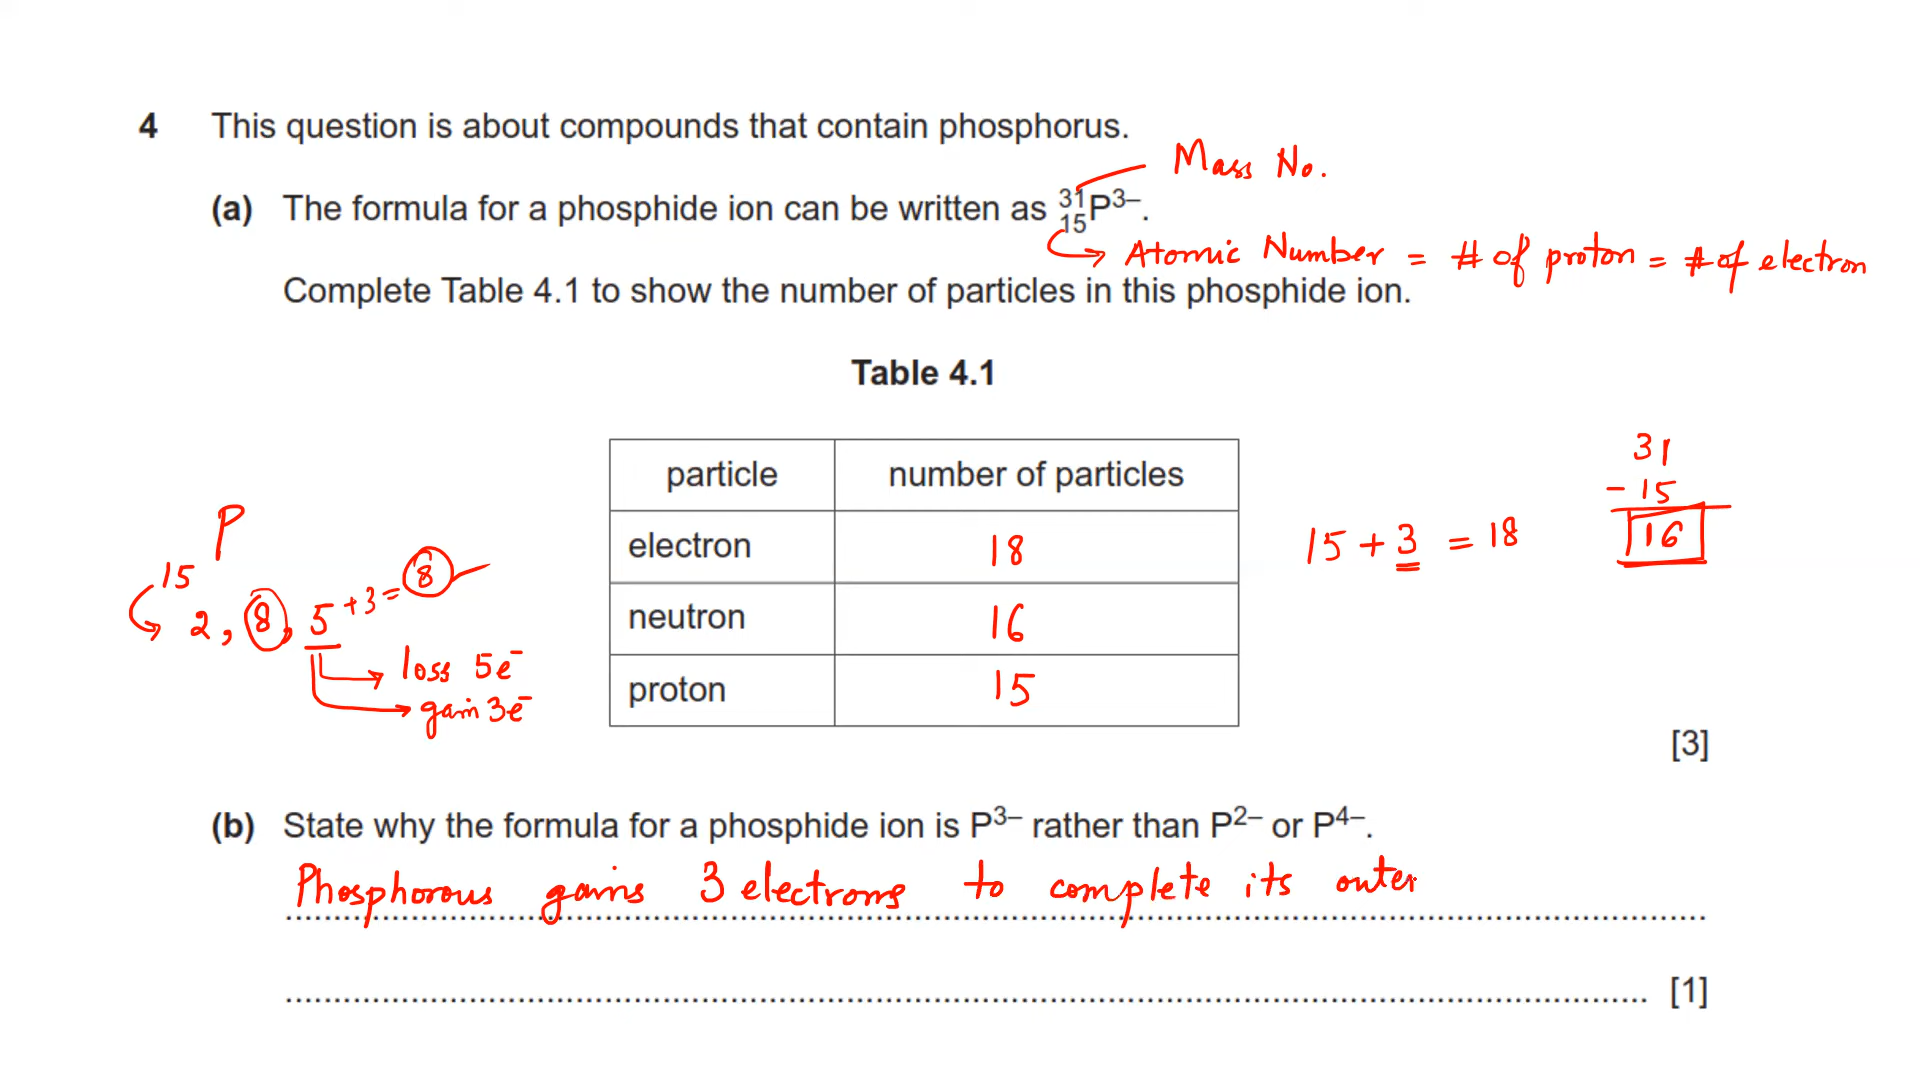 4 This question is about compounds that contain phosphorus.
Mass No.
(a) The formula for a phosphide ion can be written as ³¹₁₅P³⁻.
Atomic Number = # of proton = # of electron
Complete Table 4.1 to show the number of particles in this phosphide ion.
Table 4.1
particle number of particles
electron 18
neutron 16
proton 15
15 + 3 = 18
31
- 15
16
P
15
2, 8, 5 +3 = 8
loss 5e⁻
gain 3e⁻
[3]
(b) State why the formula for a phosphide ion is P³⁻ rather than P²⁻ or P⁴⁻.
Phosphorous gains 3 electrons to complete its outer
[1]